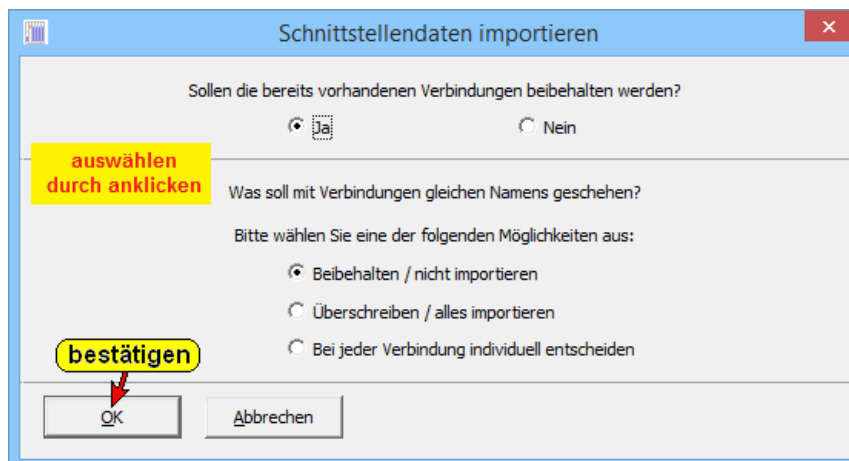 Schnittstellendaten importieren
Sollen die bereits vorhandenen Verbindungen beibehalten werden?
Ja
Nein
auswählen
durch anklicken
Was soll mit Verbindungen gleichen Namens geschehen?
Bitte wählen Sie eine der folgenden Möglichkeiten aus:
Beibehalten / nicht importieren
Überschreiben / alles importieren
Bei jeder Verbindung individuell entscheiden
bestätigen
OK
Abbrechen